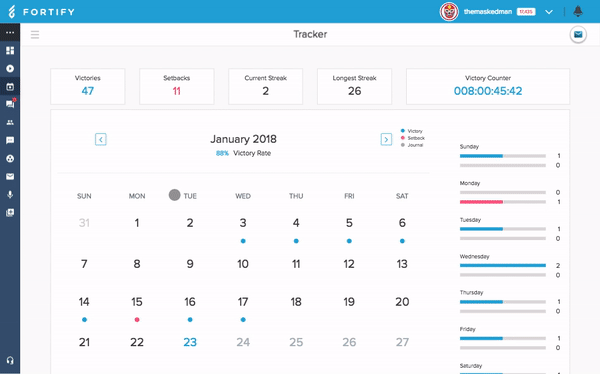 FORTIFY
themaskedman 17,425
Tracker
Victories Setbacks Current Streak Longest Streak Victory Counter
47 11 2 26 008:00:45:42
January 2018
88% Victory Rate
Victory
Setback
Journal
SUN MON TUE WED THU FRI SAT
31 1 2 3 4 5 6
7 8 9 10 11 12 13
14 15 16 17 18 19 20
21 22 23 24 25 26 27
Sunday
1
0
Monday
0
1
Tuesday
1
0
Wednesday
2
0
Thursday
1
0
Friday
1
0
Saturday
1